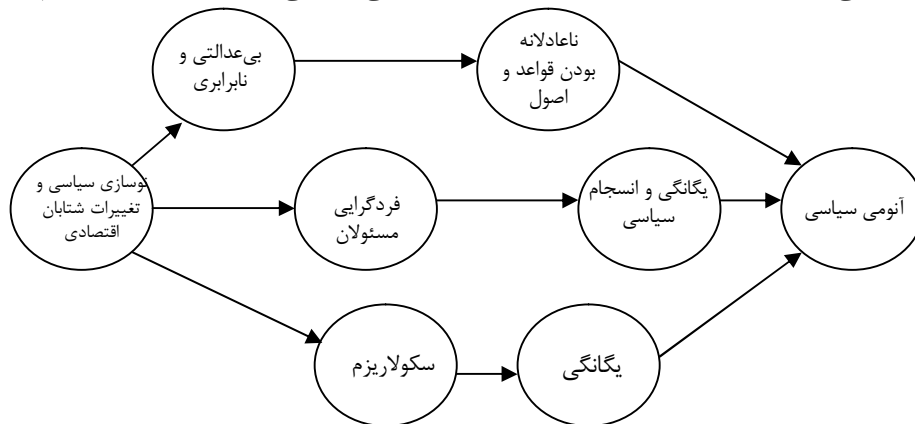 بی‌عدالتی و
نابرابری
ناعادلانه
بودن قواعد و
اصول
نوسازی سیاسی و
تغییرات شتابان
اقتصادی
فردگرایی
مسئولان
یگانگی و انسجام
سیاسی
آنومی سیاسی
سکولاریزم
یگانگی